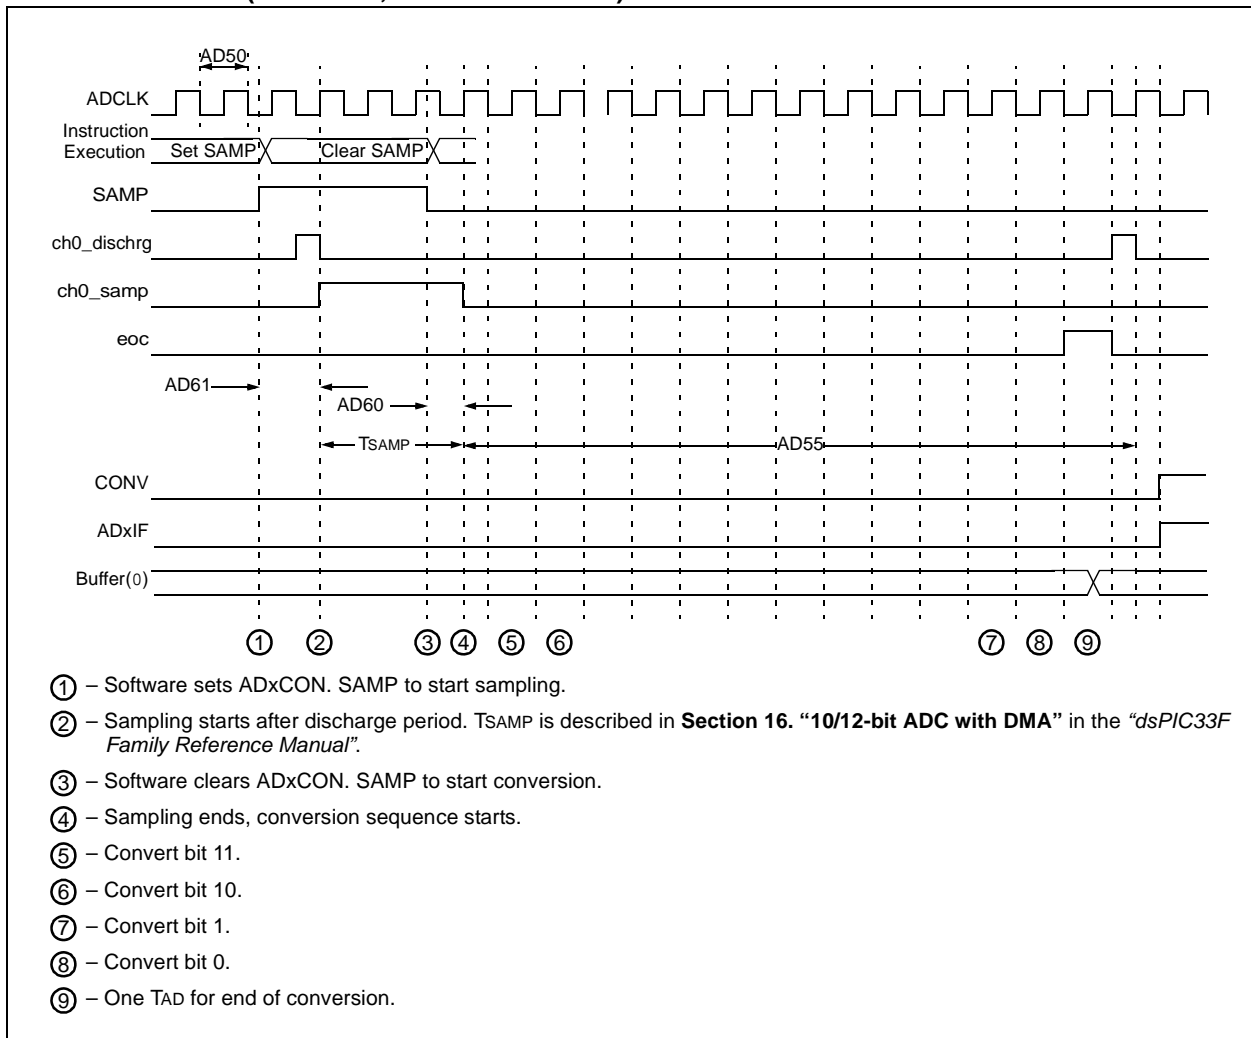 AD50
ADCLK
Instruction
Execution
Set SAMP
Clear SAMP
SAMP
ch0_dischrg
ch0_samp
eoc
AD61
AD60
TSAMP
AD55
CONV
ADxIF
Buffer(0)
1 2 3 4 5 6 7 8 9
1 – Software sets ADxCON. SAMP to start sampling.
2 – Sampling starts after discharge period. TSAMP is described in Section 16. “10/12-bit ADC with DMA” in the “dsPIC33F
Family Reference Manual”.
3 – Software clears ADxCON. SAMP to start conversion.
4 – Sampling ends, conversion sequence starts.
5 – Convert bit 11.
6 – Convert bit 10.
7 – Convert bit 1.
8 – Convert bit 0.
9 – One TAD for end of conversion.